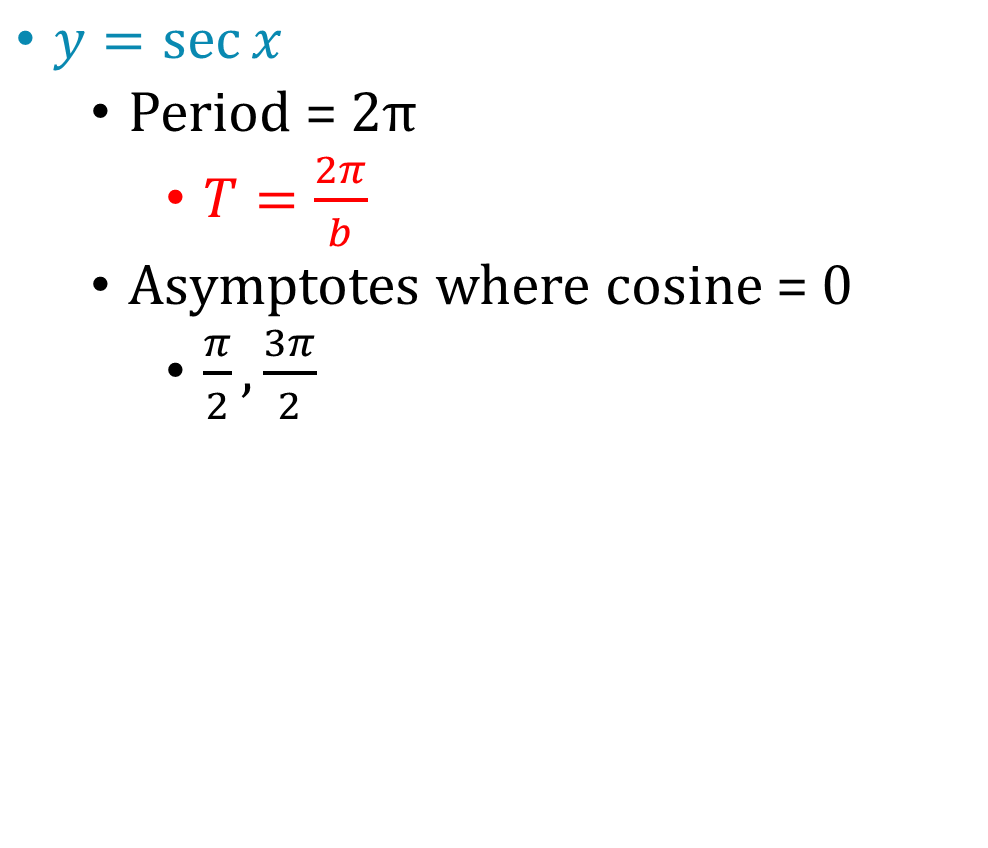 • y = sec x
• Period = 2π
• T = 2π/b
• Asymptotes where cosine = 0
• π/2, 3π/2